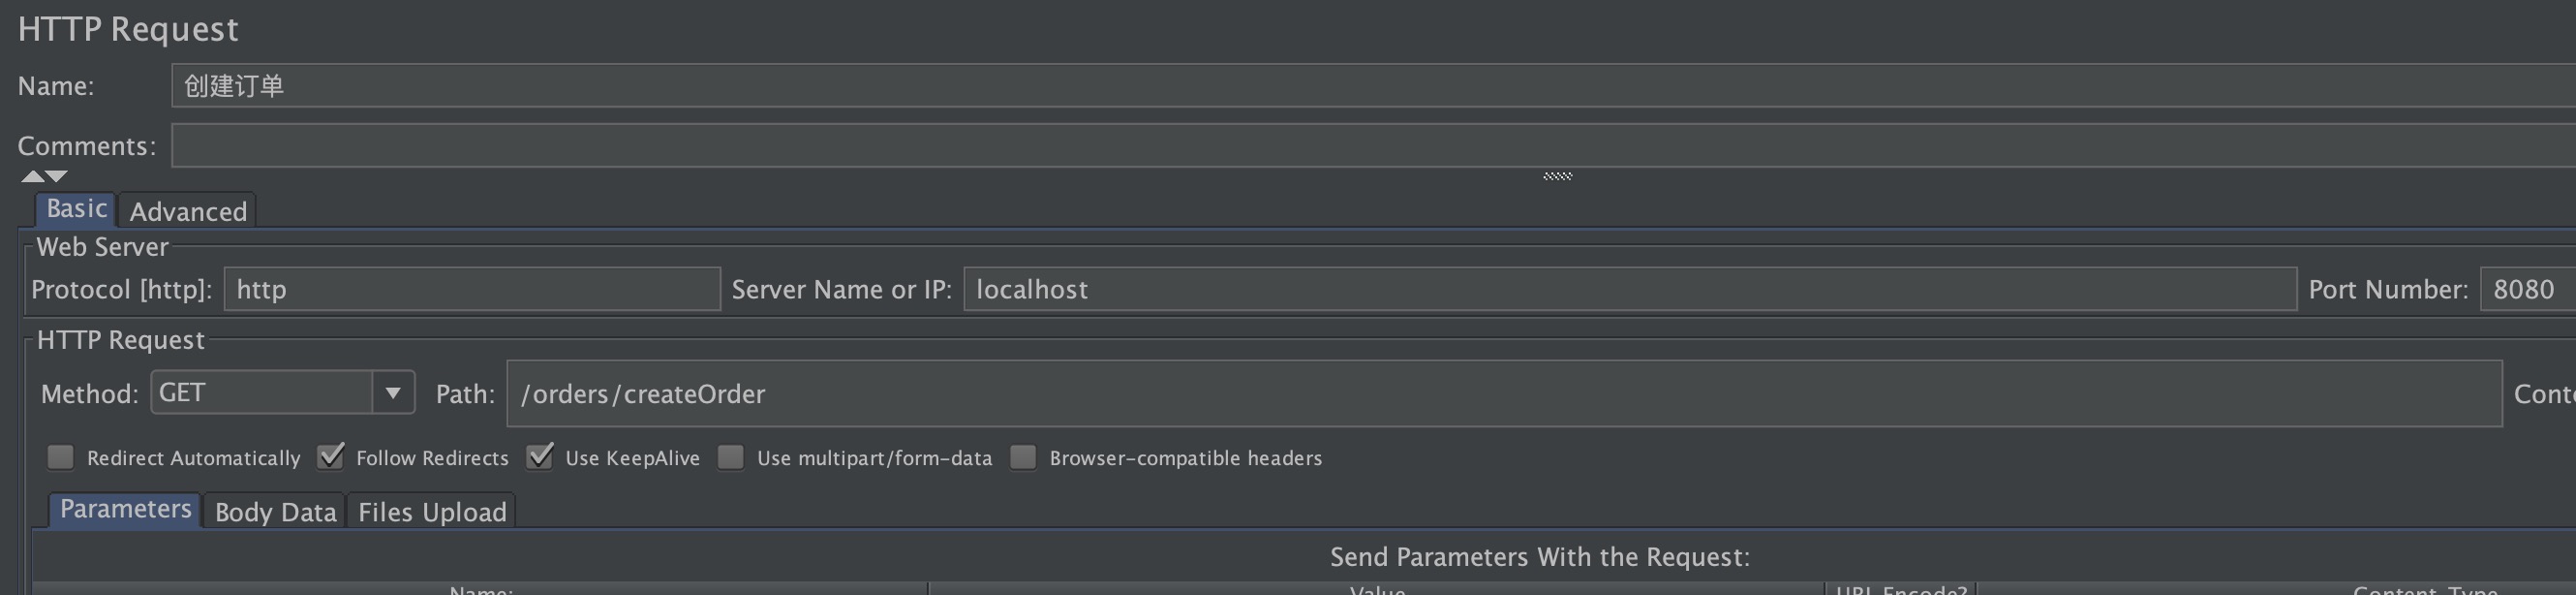 HTTP Request
Name: 创建订单
Comments:
Basic Advanced
Web Server
Protocol [http]: http Server Name or IP: localhost Port Number: 8080
HTTP Request
Method: GET Path: /orders/createOrder
Redirect Automatically Follow Redirects Use KeepAlive Use multipart/form-data Browser-compatible headers
Parameters Body Data Files Upload
Send Parameters With the Request:
Name: Value URL Encode? Content-Type